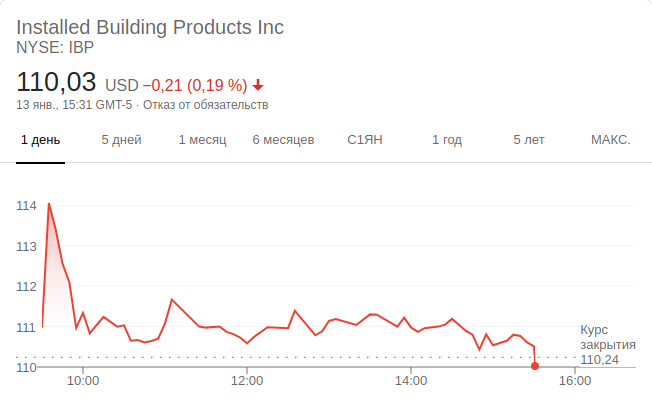 Installed Building Products Inc
NYSE: IBP
110,03 USD −0,21 (0,19 %)
13 янв., 15:31 GMT-5 · Отказ от обязательств
1 день 5 дней 1 месяц 6 месяцев С1ЯН 1 год 5 лет МАКС.
114
113
112
111
Курс
закрытия
110,24
110
10:00 12:00 14:00 16:00